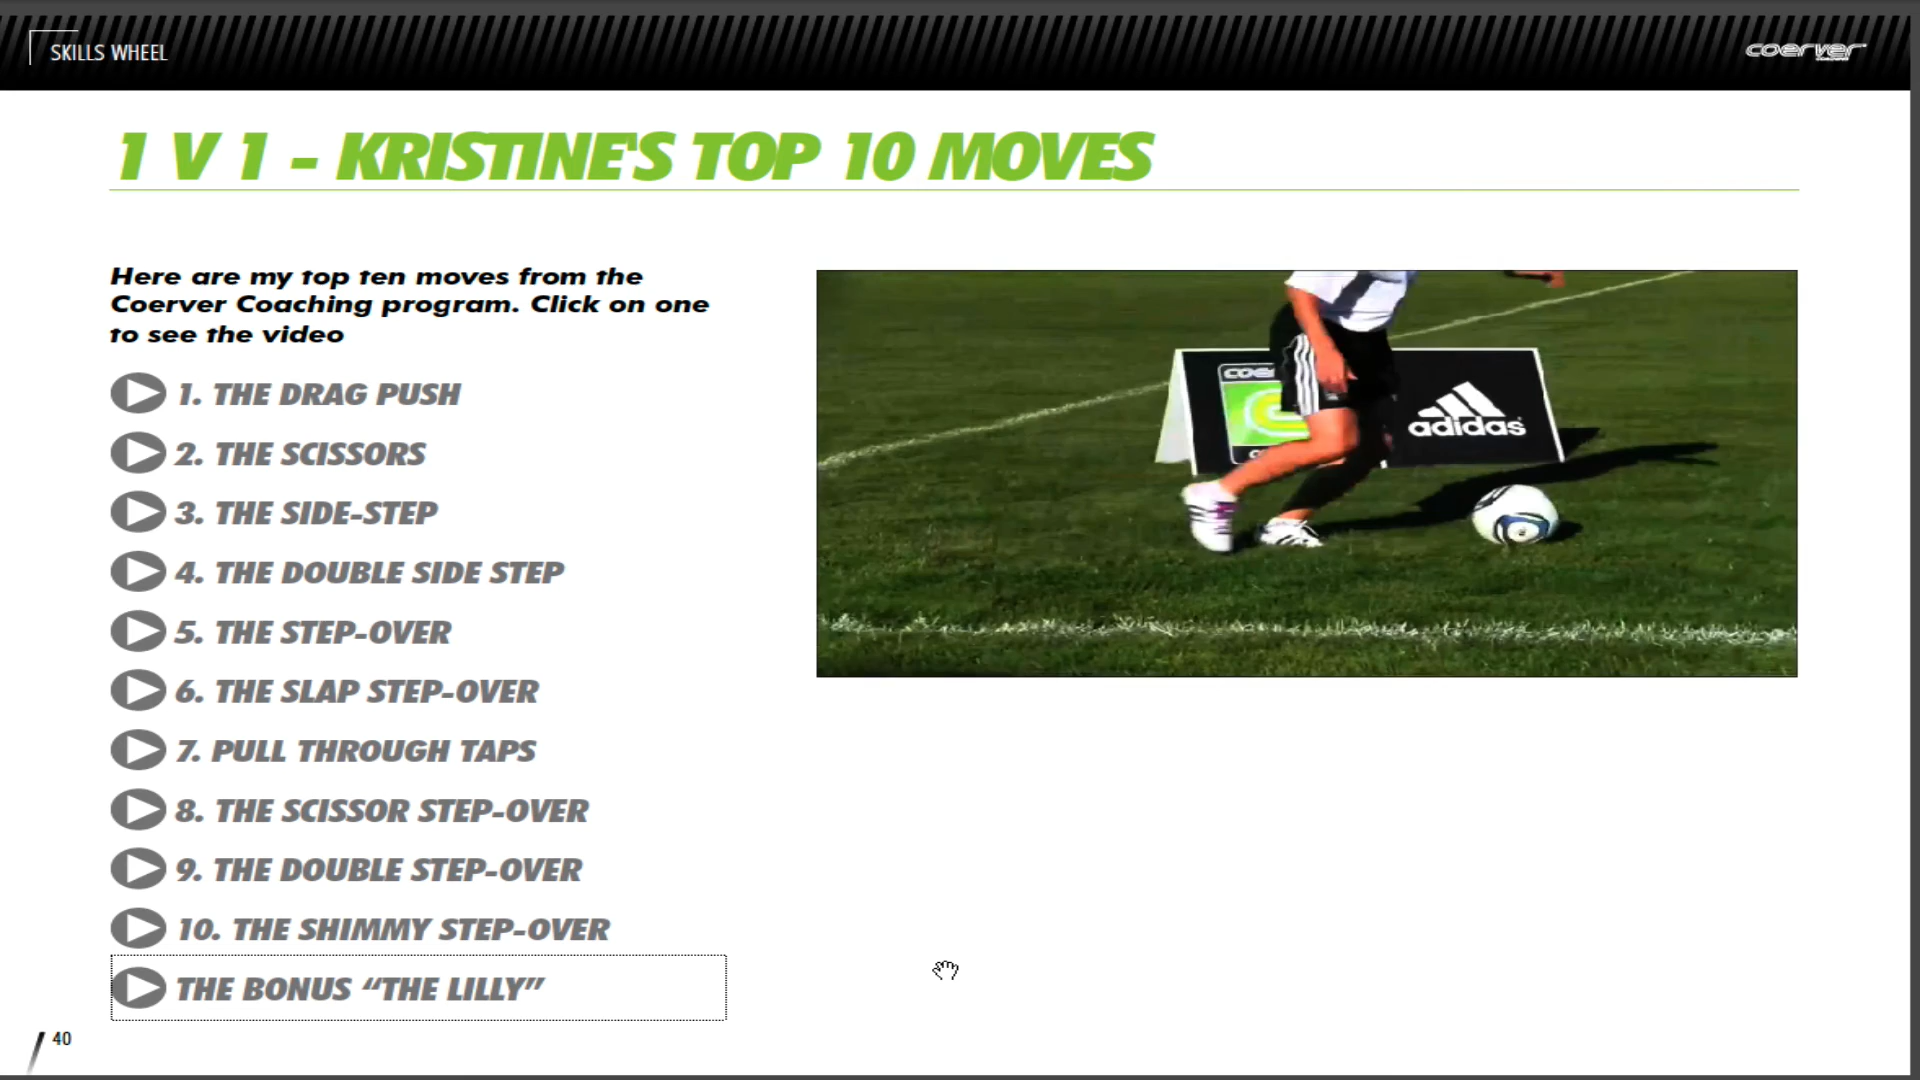 SKILLS WHEEL
coerver
1 V 1 - KRISTINE'S TOP 10 MOVES
Here are my top ten moves from the
Coerver Coaching program. Click on one
to see the video
1. THE DRAG PUSH
2. THE SCISSORS
3. THE SIDE-STEP
4. THE DOUBLE SIDE STEP
5. THE STEP-OVER
6. THE SLAP STEP-OVER
7. PULL THROUGH TAPS
8. THE SCISSOR STEP-OVER
9. THE DOUBLE STEP-OVER
10. THE SHIMMY STEP-OVER
THE BONUS “THE LILLY”
adidas
40